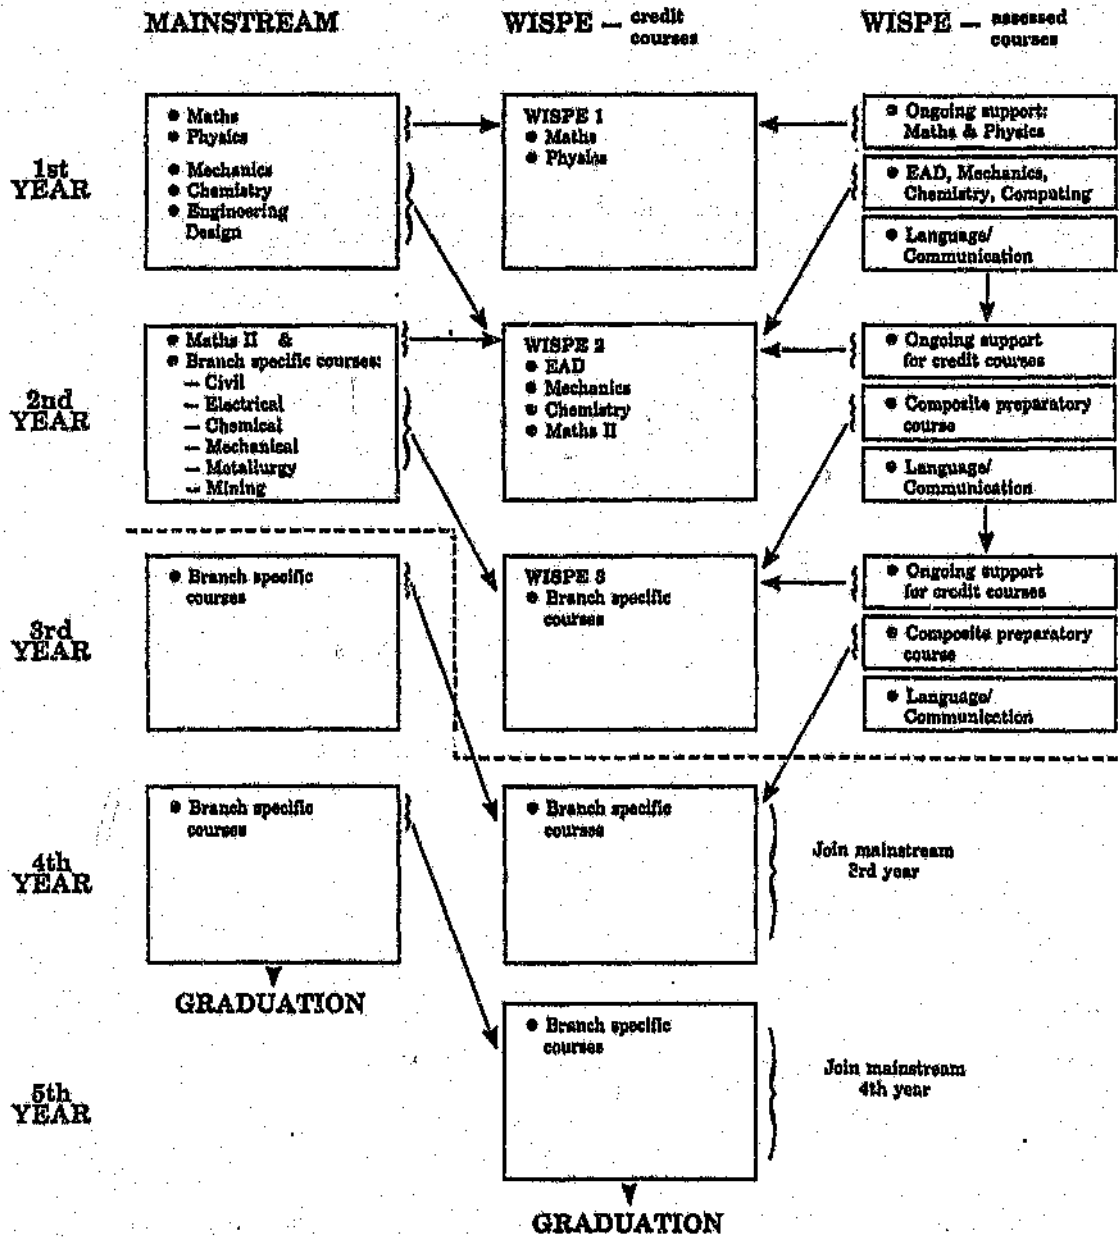 MAINSTREAM
WISPE – credit courses
WISPE – assessed courses
1st
YEAR
● Maths
● Physics
● Mechanics
● Chemistry
● Engineering
Design
WISPE 1
● Maths
● Physics
● Ongoing support:
Maths & Physics
● EAD, Mechanics,
Chemistry, Computing
● Language/
Communication
2nd
YEAR
● Maths II &
● Branch specific courses:
– Civil
– Electrical
– Chemical
– Mechanical
– Metallurgy
– Mining
WISPE 2
● EAD
● Mechanics
● Chemistry
● Maths II
● Ongoing support
for credit courses
● Composite preparatory
course
● Language/
Communication
3rd
YEAR
● Branch specific
courses
WISPE 3
● Branch specific
courses
● Ongoing support
for credit courses
● Composite preparatory
course
● Language/
Communication
4th
YEAR
● Branch specific
courses
● Branch specific
courses
Join mainstream
3rd year
GRADUATION
5th
YEAR
● Branch specific
courses
Join mainstream
4th year
GRADUATION